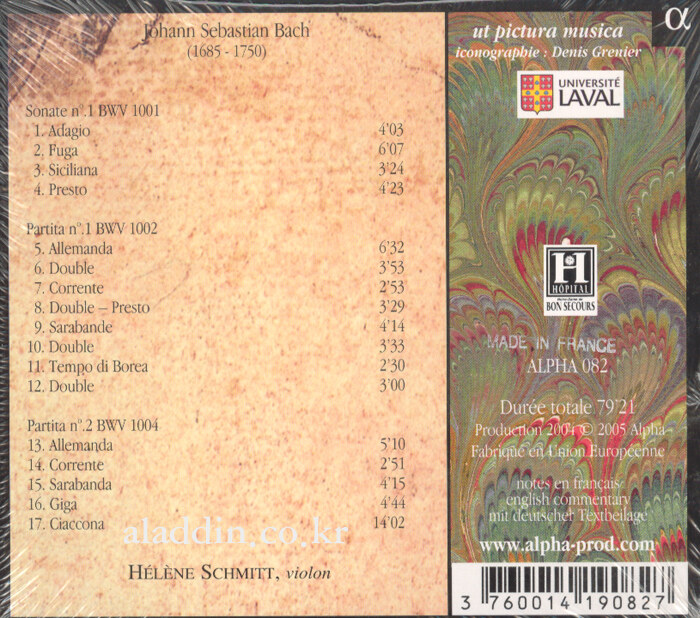 Johann Sebastian Bach
(1685 - 1750)
Sonate nº.1 BWV 1001
1. Adagio 4'03
2. Fuga 6'07
3. Siciliana 3'24
4. Presto 4'23
Partita nº.1 BWV 1002
5. Allemanda 6'32
6. Double 3'53
7. Corrente 2'53
8. Double – Presto 3'29
9. Sarabande 4'14
10. Double 3'33
11. Tempo di Borea 2'30
12. Double 3'00
Partita nº.2 BWV 1004
13. Allemanda 5'10
14. Corrente 2'51
15. Sarabanda 4'15
16. Giga 4'44
17. Ciaccona 14'02
aladdin.co.kr
HÉLÈNE SCHMITT, violon
α
ut pictura musica
iconographie : Denis Grenier
UNIVERSITÉ
LAVAL
H
HÔPITAL
BON SECOURS
MADE IN FRANCE
ALPHA 082
Durée totale 79'21
Production 2004 © 2005 Alpha
Fabriqué en Union Européenne
notes en français
english commentary
mit deutscher Textbeilage
www.alpha-prod.com
3 760014 190827